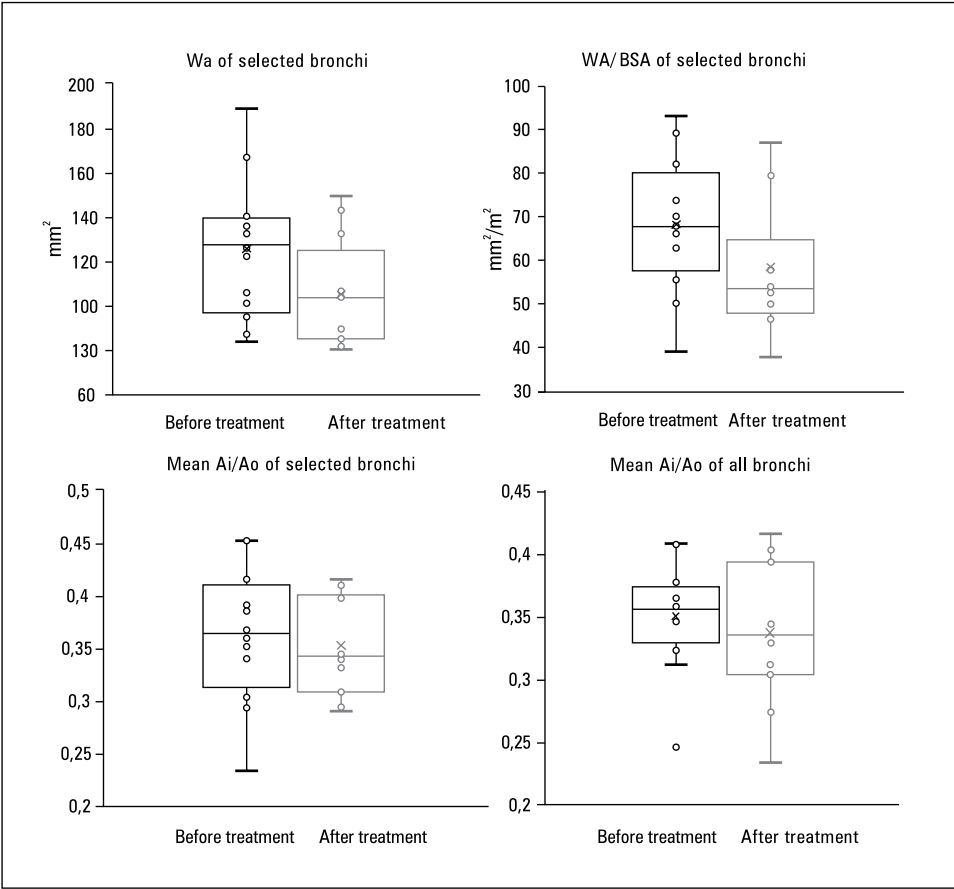 Wa of selected bronchi
200
180
160
140
120
100
130
60
mm²
Before treatment After treatment
WA/BSA of selected bronchi
100
90
80
70
60
50
40
30
mm²/m²
Before treatment After treatment
Mean Ai/Ao of selected bronchi
0,5
0,45
0,4
0,35
0,3
0,25
0,2
Before treatment After treatment
Mean Ai/Ao of all bronchi
0,45
0,4
0,35
0,3
0,25
0,2
Before treatment After treatment